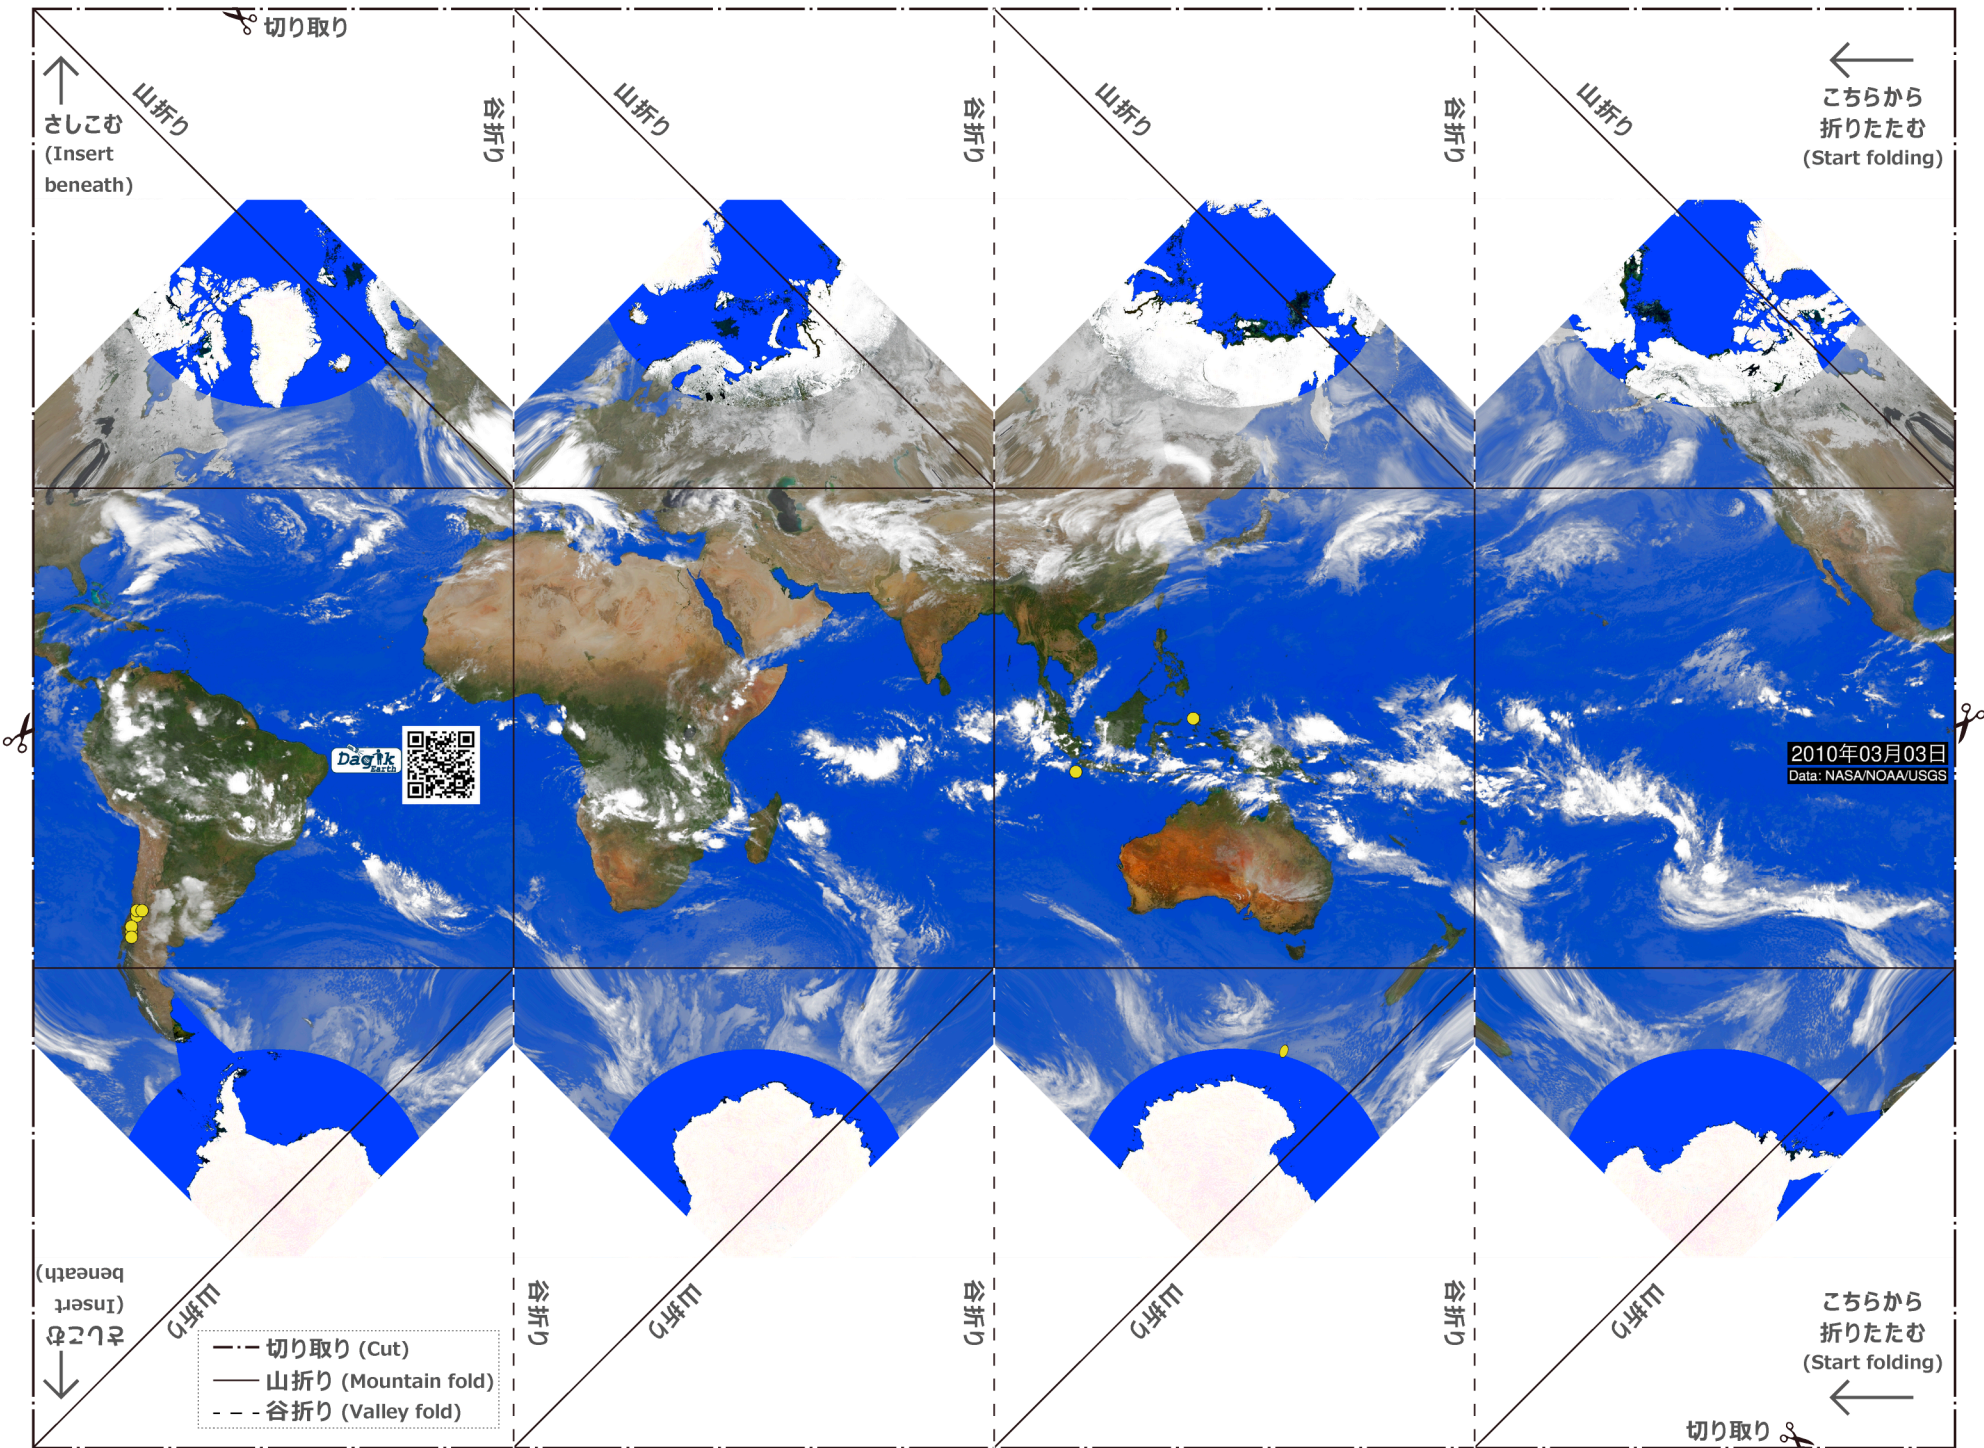 切り取り
さしこむ
(Insert
beneath)
山折り
谷折り
山折り
谷折り
山折り
谷折り
山折り
こちらから
折りたたむ
(Start folding)
Dagik
Earth
2010年03月03日
Data: NASA/NOAA/USGS
さしこむ
(Insert
beneath)
山折り
谷折り
山折り
谷折り
山折り
谷折り
山折り
こちらから
折りたたむ
(Start folding)
切り取り (Cut)
山折り (Mountain fold)
谷折り (Valley fold)
切り取り